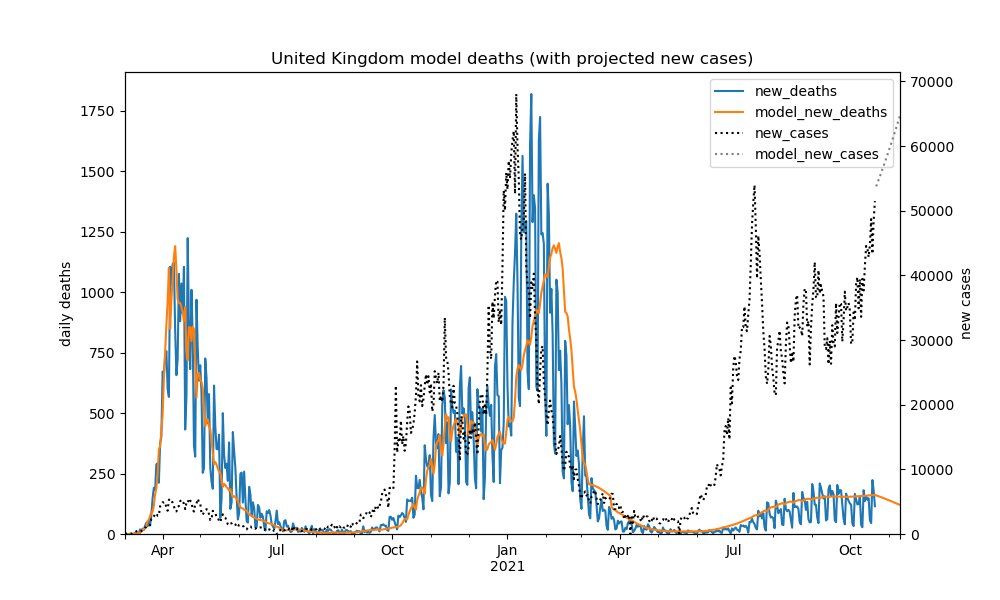 United Kingdom model deaths (with projected new cases)
new_deaths
model_new_deaths
new_cases
model_new_cases
daily deaths
1750
1500
1250
1000
750
500
250
0
new cases
70000
60000
50000
40000
30000
20000
10000
0
Apr
Jul
Oct
Jan
2021
Apr
Jul
Oct